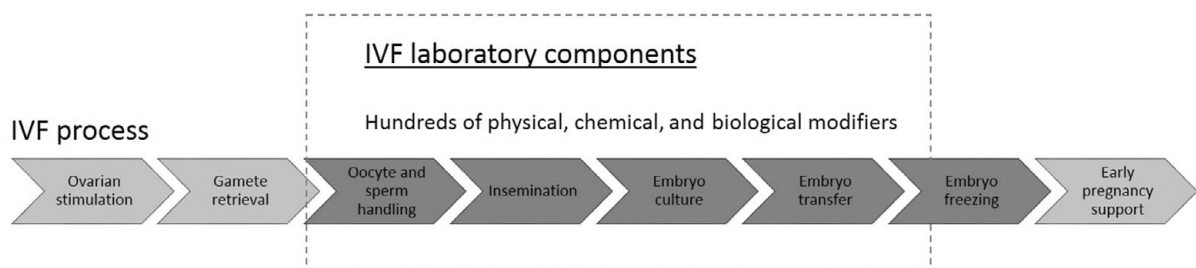 IVF laboratory components
Hundreds of physical, chemical, and biological modifiers
IVF process
Ovarian
stimulation
Gamete
retrieval
Oocyte and
sperm
handling
Insemination
Embryo
culture
Embryo
transfer
Embryo
freezing
Early
pregnancy
support